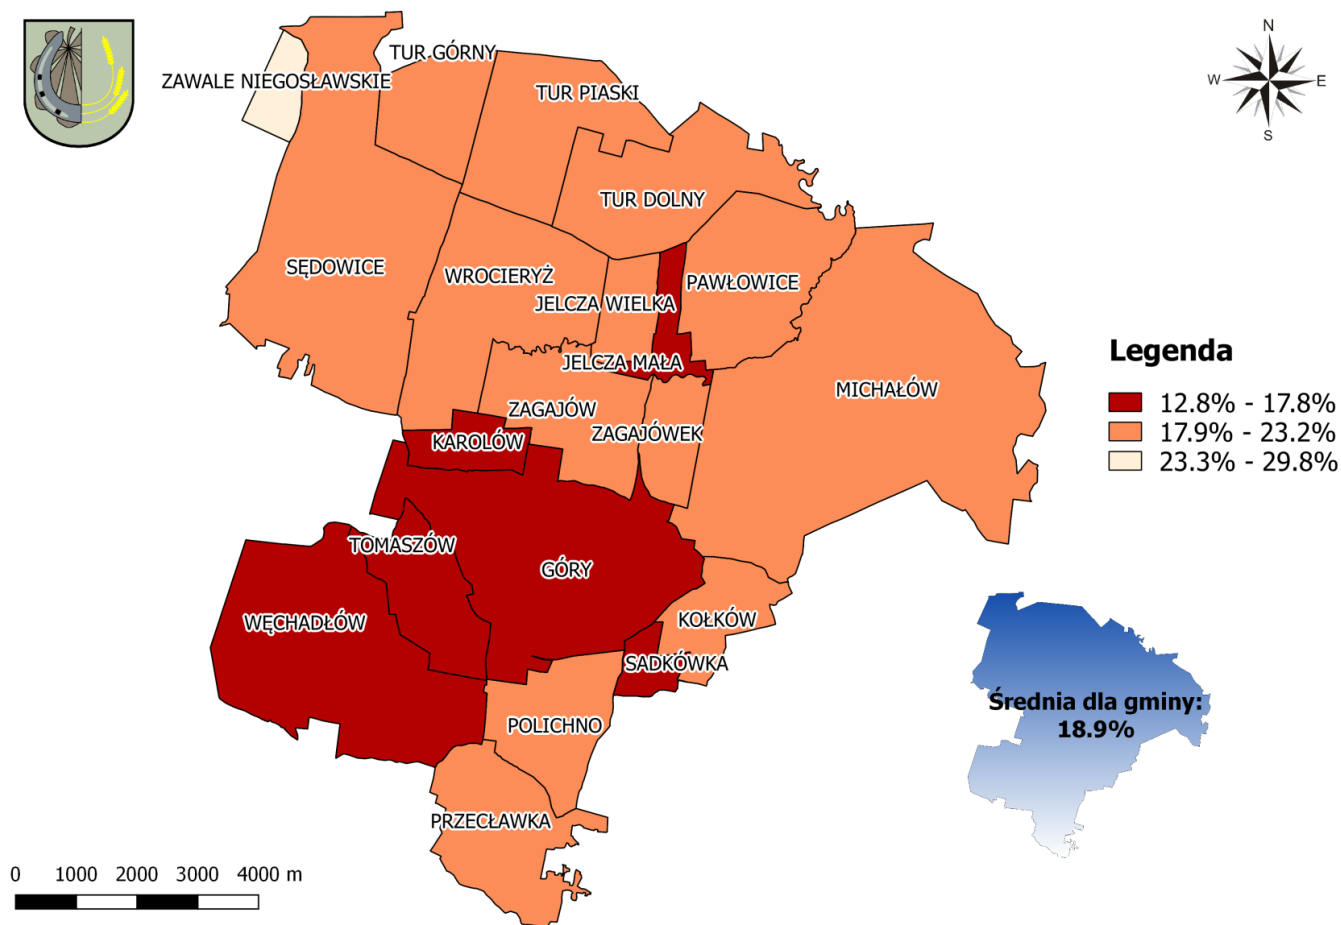 N
W
E
S
TUR GÓRNY
ZAWALE NIEGOSŁAWSKIE
TUR PIASKI
TUR DOLNY
SĘDOWICE
WROCIERYŻ
PAWŁOWICE
JELCZA WIELKA
JELCZA MAŁA
MICHAŁÓW
ZAGAJÓW
ZAGAJÓWEK
KAROLÓW
TOMASZÓW
GÓRY
WĘCHADŁÓW
KOŁKÓW
SADKÓWKA
POLICHNO
PRZECŁAWKA
Legenda
12.8% - 17.8%
17.9% - 23.2%
23.3% - 29.8%
Średnia dla gminy:
18.9%
0 1000 2000 3000 4000 m